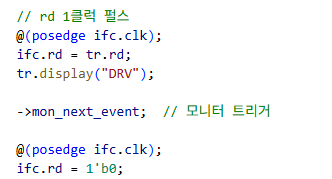 // rd 1클럭 펄스
@(posedge ifc.clk);
ifc.rd = tr.rd;
tr.display("DRV");
->mon_next_event;  // 모니터 트리거
@(posedge ifc.clk);
ifc.rd = 1'b0;